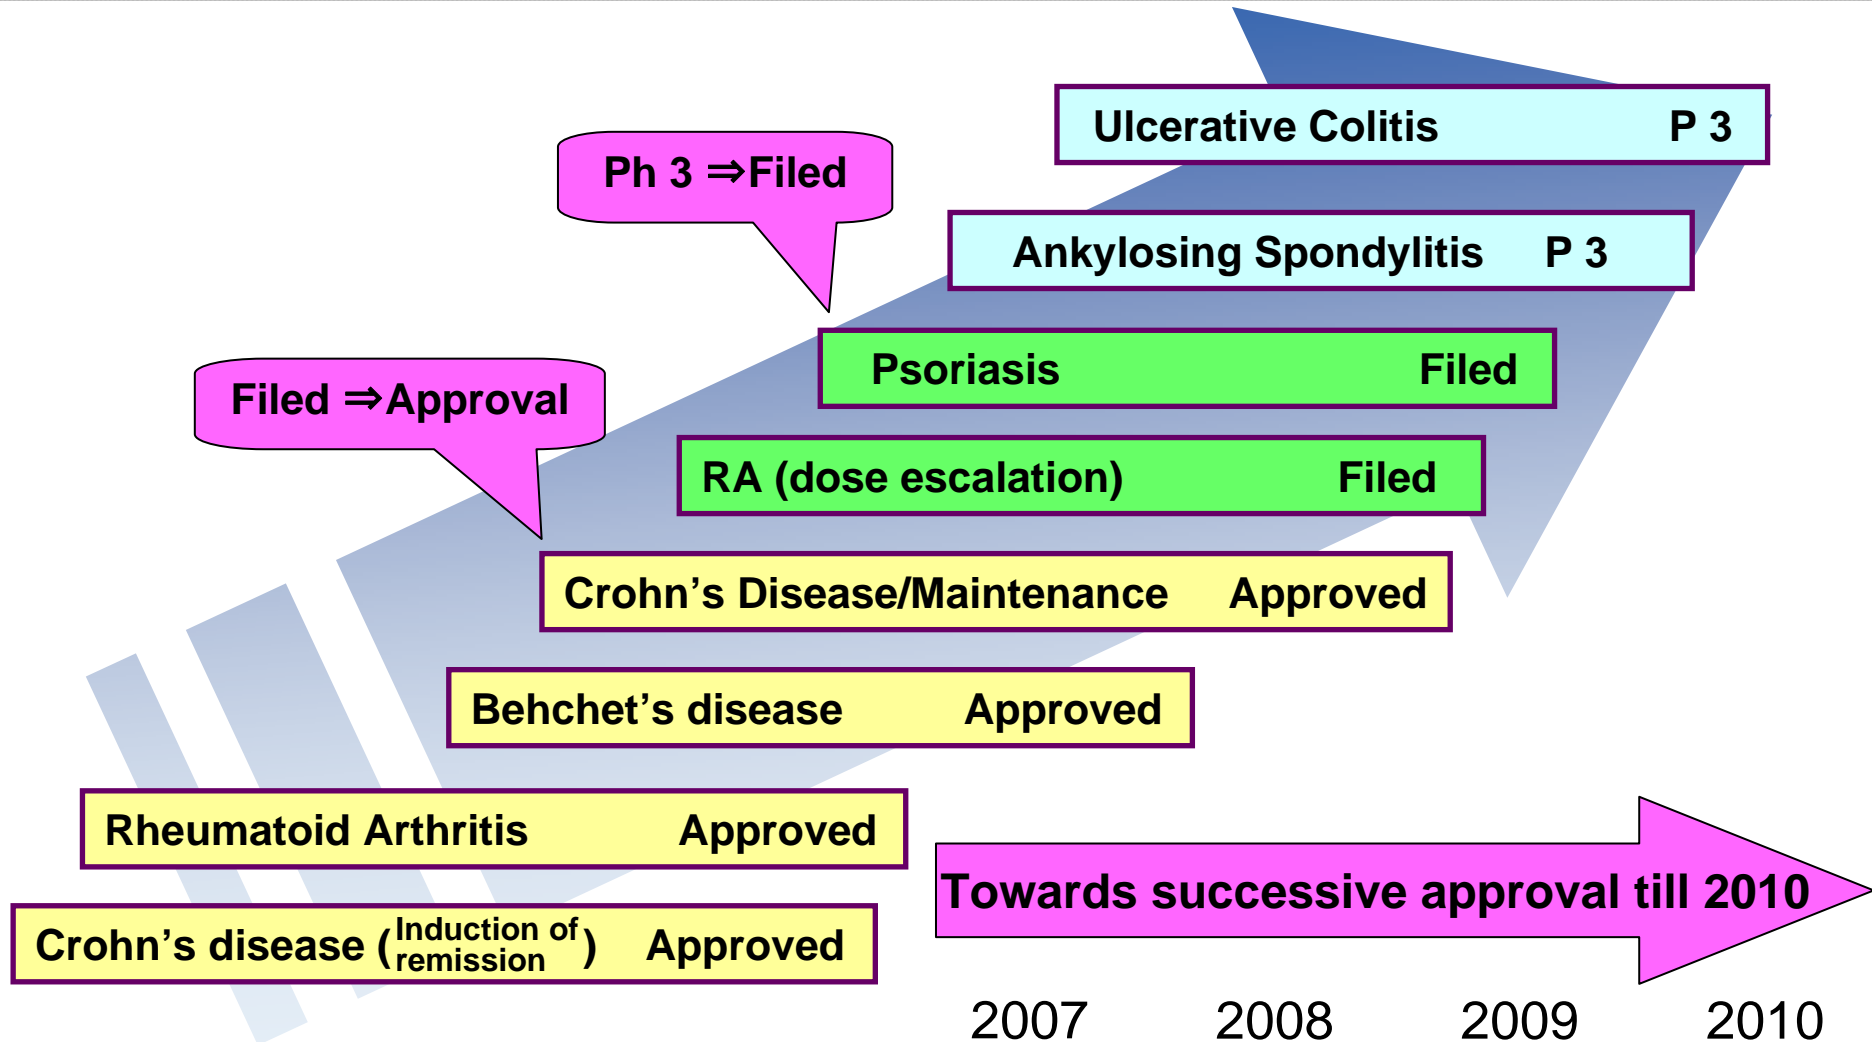 Ulcerative Colitis P 3
Ph 3 ⇒Filed
Ankylosing Spondylitis P 3
Psoriasis Filed
Filed ⇒Approval
RA (dose escalation) Filed
Crohn’s Disease/Maintenance Approved
Behchet’s disease Approved
Rheumatoid Arthritis Approved
Towards successive approval till 2010
Crohn’s disease (Induction of
remission) Approved
2007 2008 2009 2010